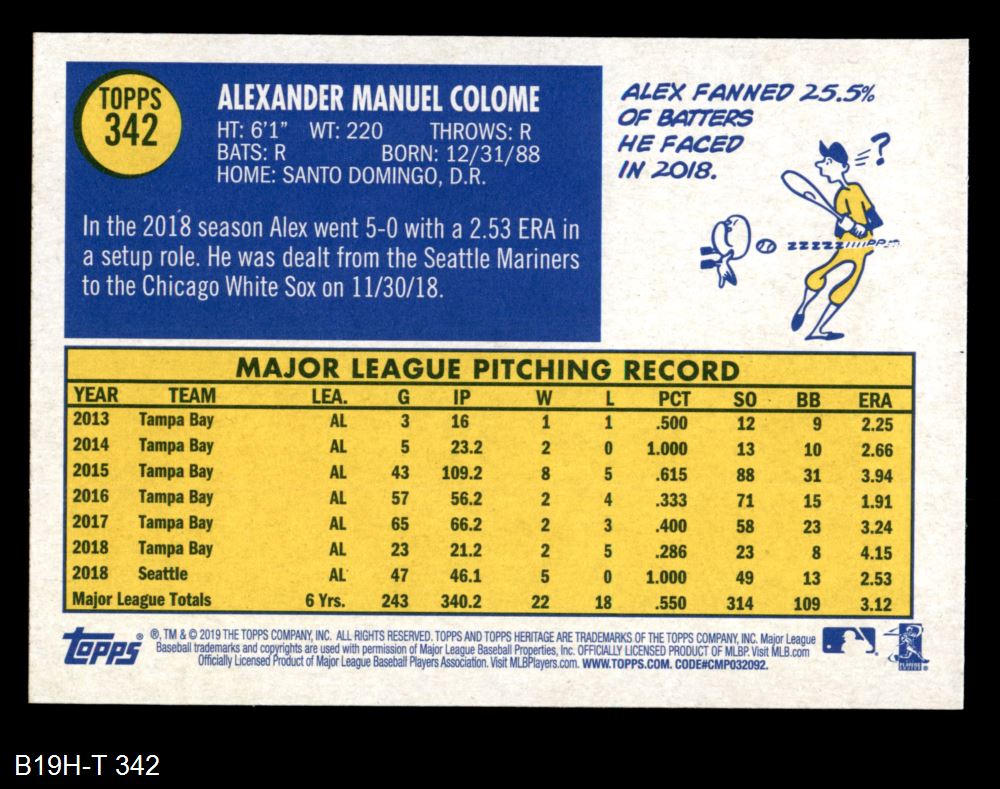 TOPPS
342
ALEXANDER MANUEL COLOME
HT: 6'1" WT: 220 THROWS: R
BATS: R BORN: 12/31/88
HOME: SANTO DOMINGO, D.R.
In the 2018 season Alex went 5-0 with a 2.53 ERA in
a setup role. He was dealt from the Seattle Mariners
to the Chicago White Sox on 11/30/18.
ALEX FANNED 25.5%
OF BATTERS
HE FACED
IN 2018.
?
MAJOR LEAGUE PITCHING RECORD
YEAR TEAM LEA. G IP W L PCT SO BB ERA
2013 Tampa Bay AL 3 16 1 1 .500 12 9 2.25
2014 Tampa Bay AL 5 23.2 2 0 1.000 13 10 2.66
2015 Tampa Bay AL 43 109.2 8 5 .615 88 31 3.94
2016 Tampa Bay AL 57 56.2 2 4 .333 71 15 1.91
2017 Tampa Bay AL 65 66.2 2 3 .400 58 23 3.24
2018 Tampa Bay AL 23 21.2 2 5 .286 23 8 4.15
2018 Seattle AL 47 46.1 5 0 1.000 49 13 2.53
Major League Totals 6 Yrs. 243 340.2 22 18 .550 314 109 3.12
topps ®
®, TM & © 2019 THE TOPPS COMPANY, INC. ALL RIGHTS RESERVED. TOPPS AND TOPPS HERITAGE ARE TRADEMARKS OF THE TOPPS COMPANY, INC. Major League
Baseball trademarks and copyrights are used with permission of Major League Baseball Properties, Inc. OFFICIALLY LICENSED PRODUCT OF MLBP. Visit MLB.com
Officially Licensed Product of Major League Baseball Players Association. Visit MLBPlayers.com. WWW.TOPPS.COM. CODE#CMP032092.
B19H-T 342